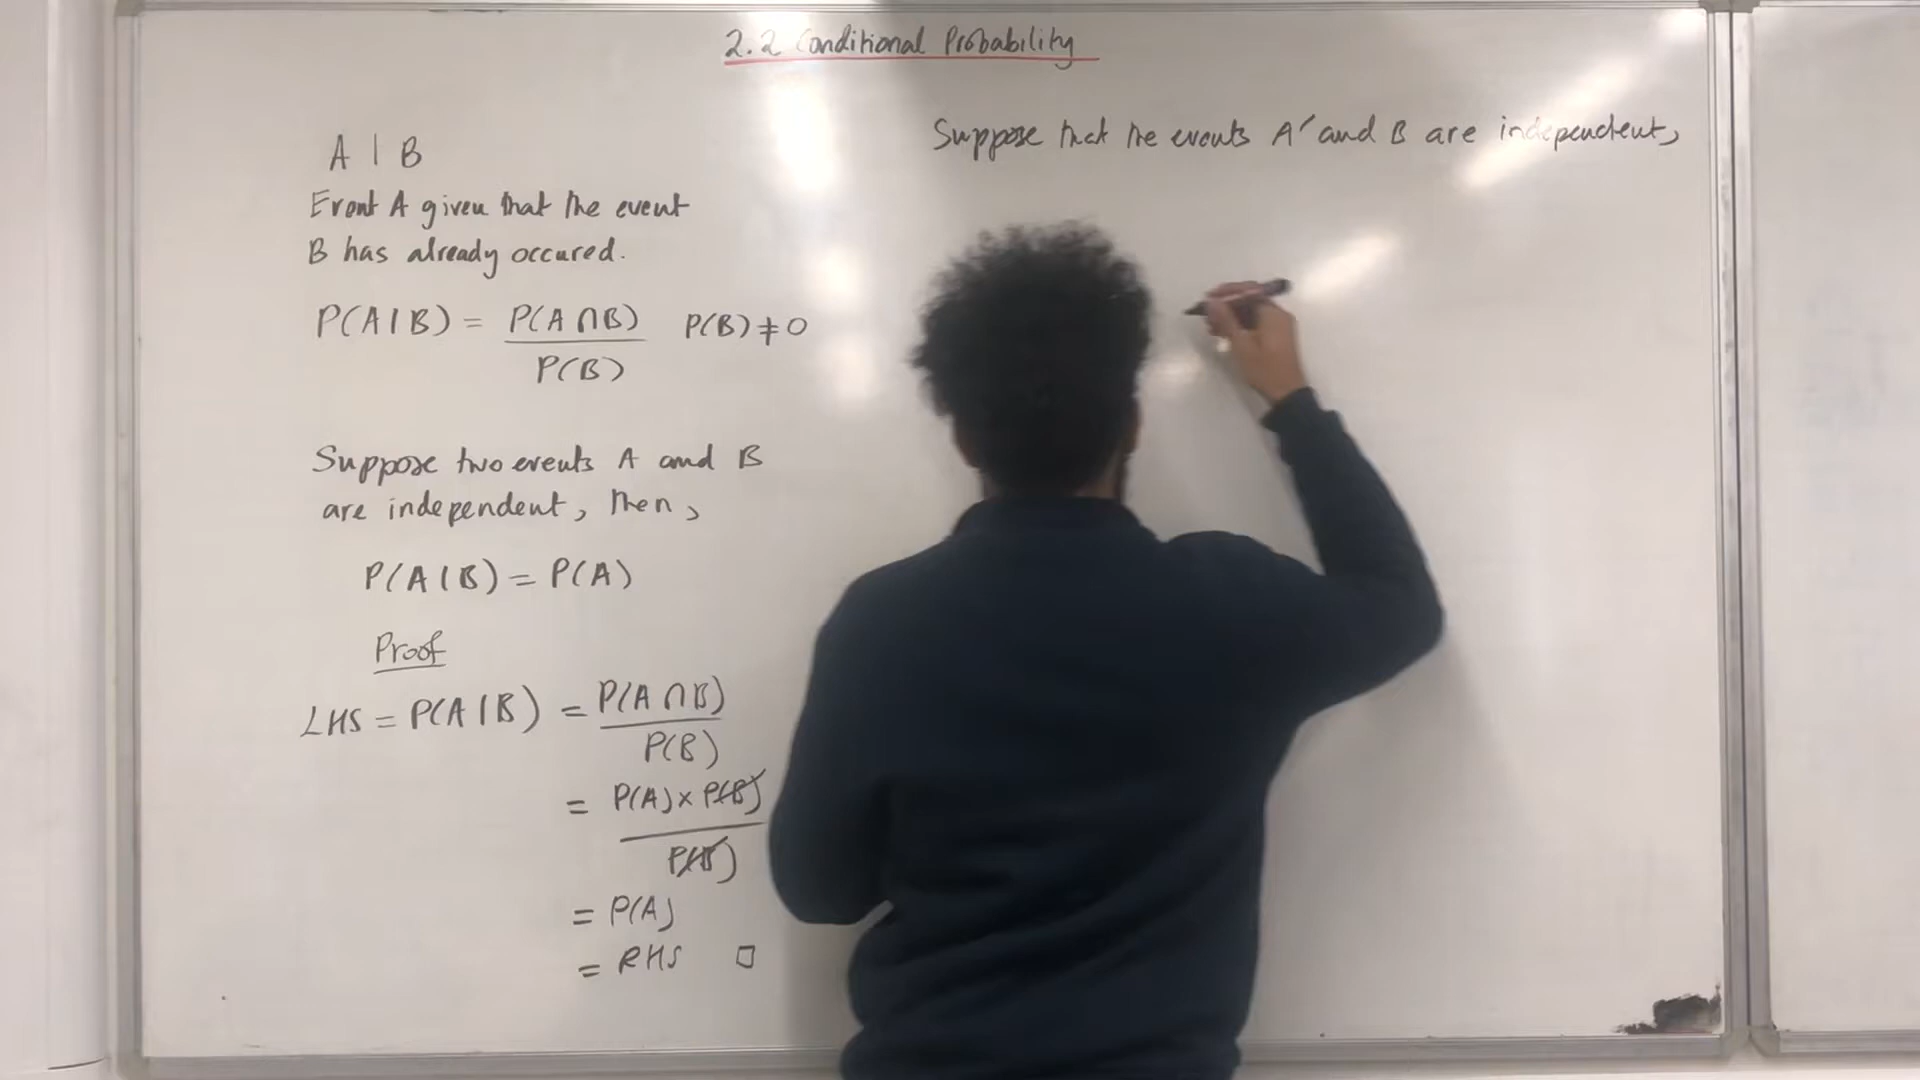 2.2 Conditional Probability
A | B
Event A given that the event
B has already occured.
P(A|B) = P(A∩B) / P(B) P(B) ≠ 0
Suppose two events A and B
are independent, then,
P(A|B) = P(A)
Proof
LHS = P(A|B) = P(A∩B) / P(B)
= P(A) × P(B) / P(B)
= P(A)
= RHS □
Suppose that the events A′ and B are independent,